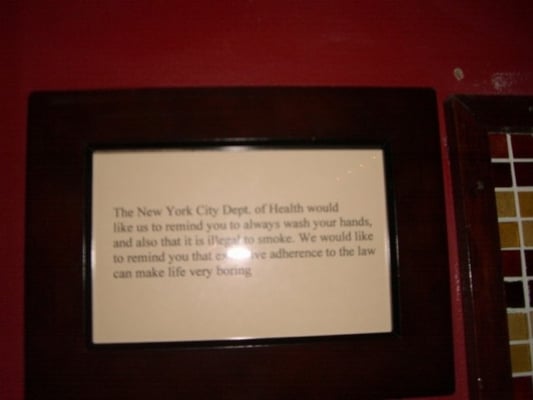 The New York City Dept. of Health would
like us to remind you to always wash your hands,
and also that it is illegal to smoke. We would like
to remind you that excessive adherence to the law
can make life very boring